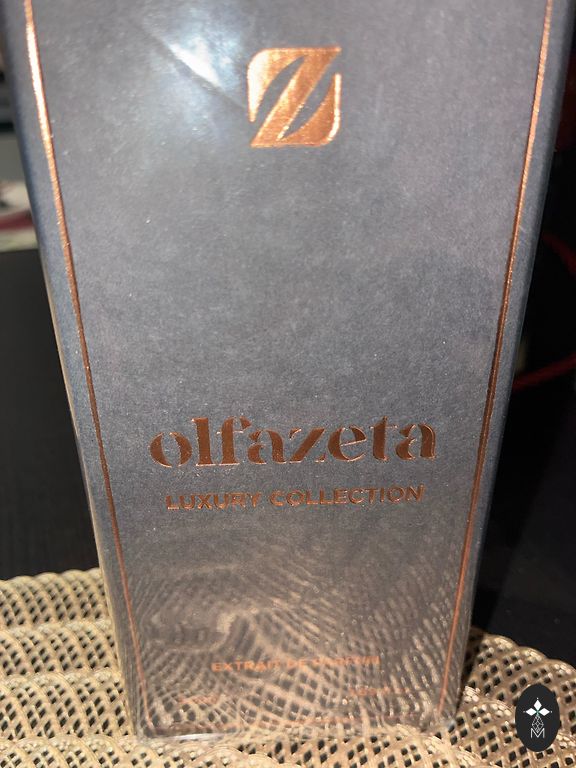 olfazeta
LUXURY COLLECTION
EXTRAIT DE PARFUM